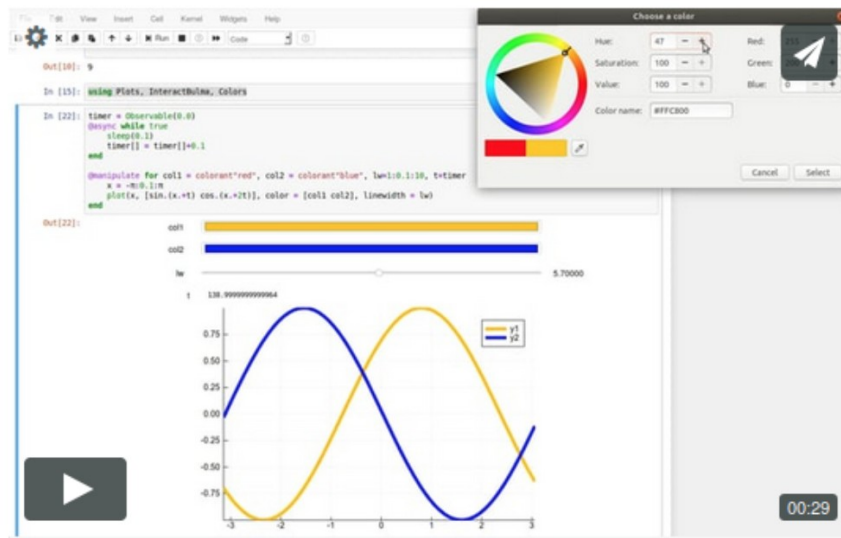 Edit View Insert Cell Kernel Widgets Help
Run Code
Choose a color
Hue: 47 - + Red:
Saturation: 100 - + Green:
Value: 100 - + Blue: 0 - +
Color name: #FFC800
Cancel Select
Out[10]: 9
In [15]: using Plots, InteractBulma, Colors
In [22]: timer = Observable(0.0)
@async while true
sleep(0.1)
timer[] = timer[]+0.1
end
@manipulate for col1 = colorant"red", col2 = colorant"blue", lw=1:0.1:10, t=timer
x = -π:0.1:π
plot(x, [sin.(x.+t) cos.(x.+2t)], color = [col1 col2], linewidth = lw)
end
Out[22]:
col1
col2
lw 5.70000
t 138.9999999999964
y1
y2
0.75
0.50
0.25
0.00
-0.25
-0.50
-0.75
-3 -2 -1 0 1 2 3
00:29